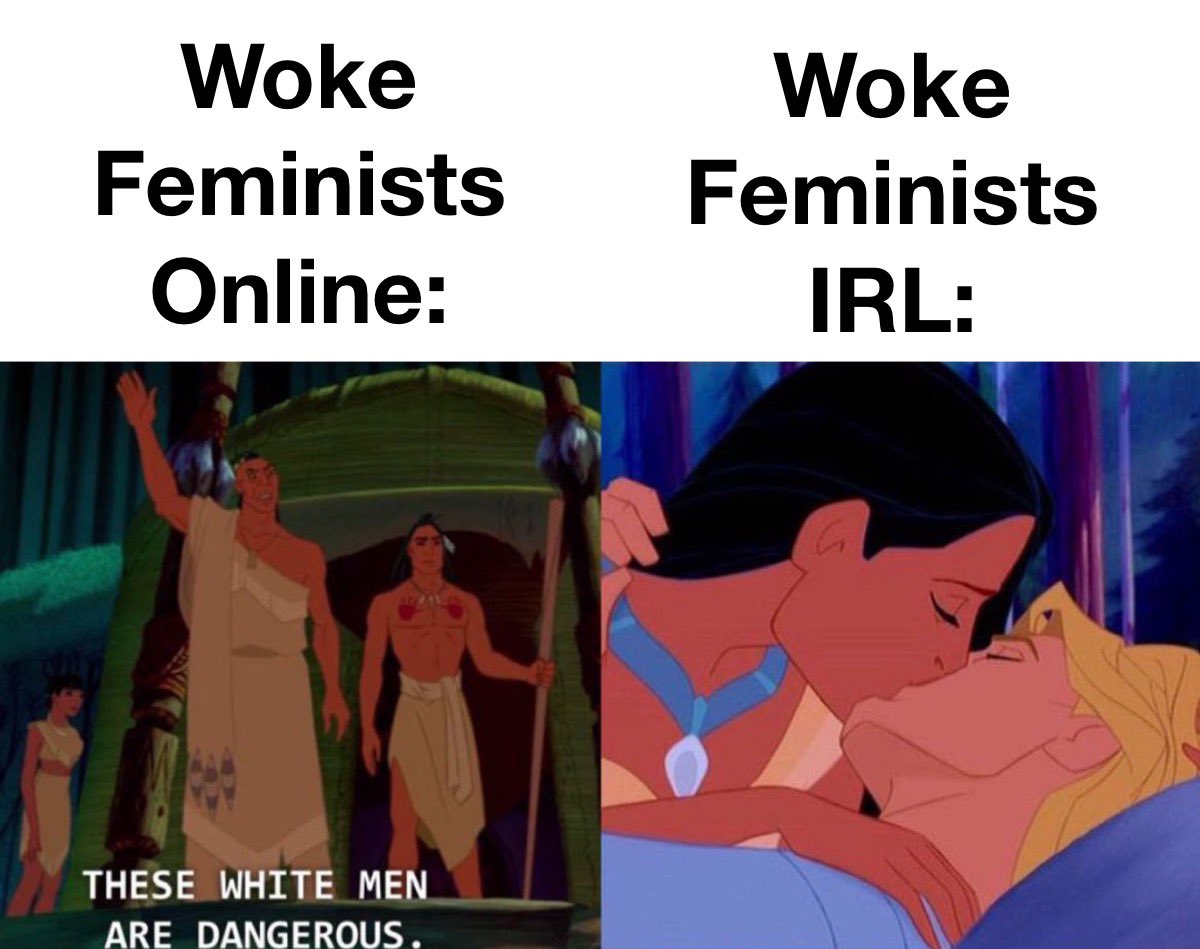 Woke
Feminists
Online:
Woke
Feminists
IRL:
THESE WHITE MEN
ARE DANGEROUS.